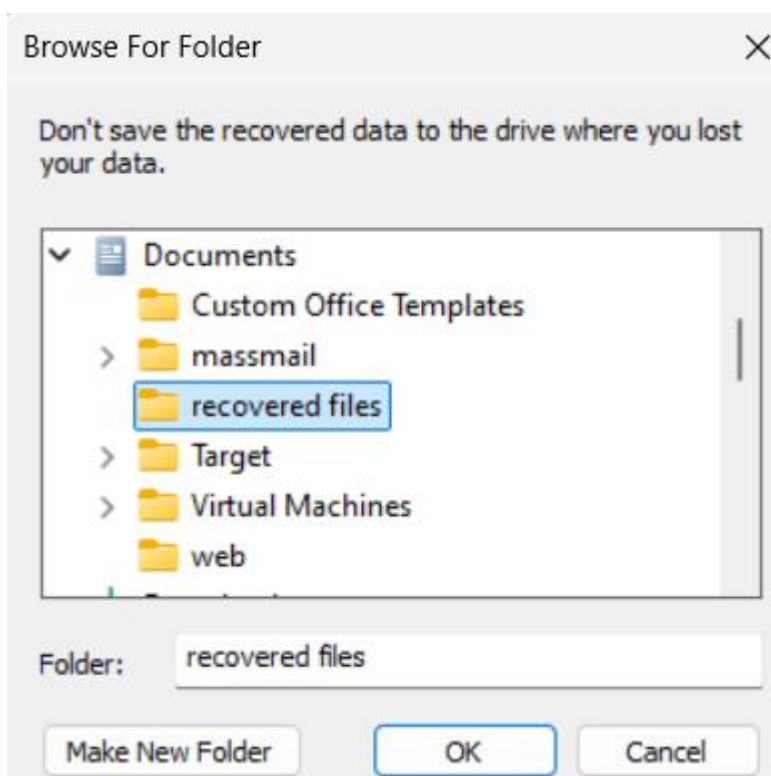 Browse For Folder
Don't save the recovered data to the drive where you lost
your data.
Documents
Custom Office Templates
massmail
recovered files
Target
Virtual Machines
web
Folder: recovered files
Make New Folder OK Cancel